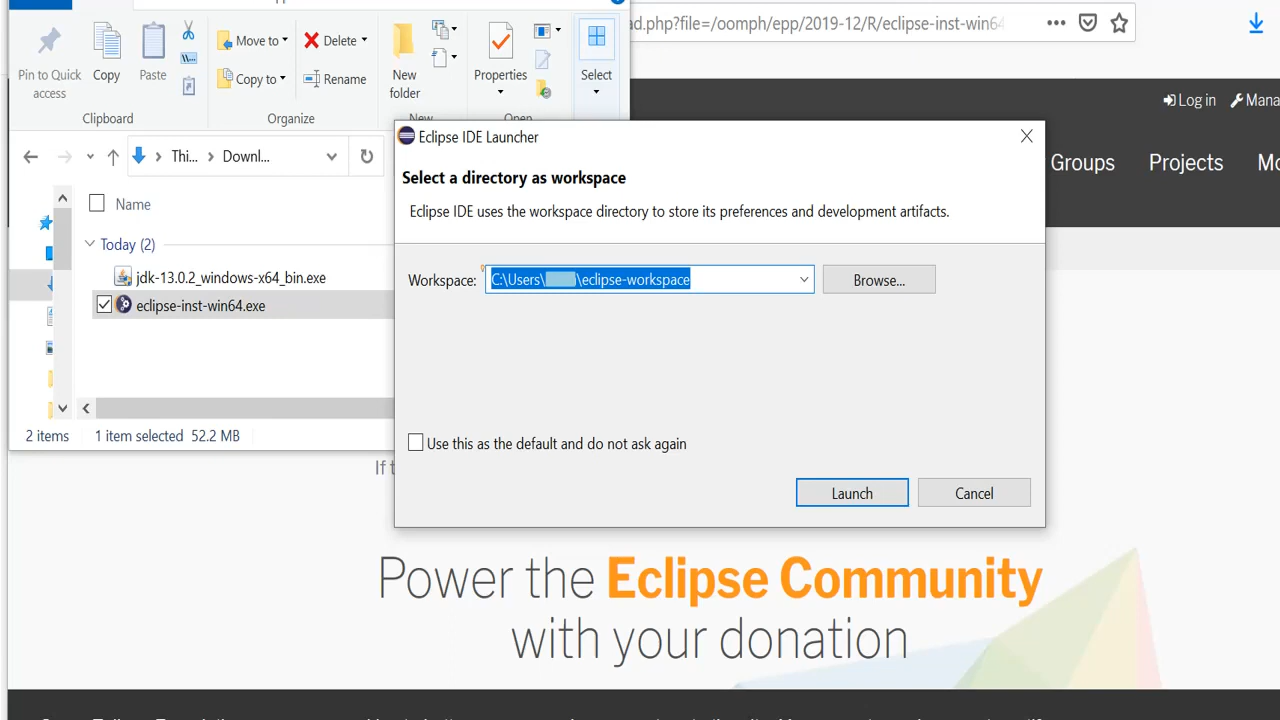 ad.php?file=/oomph/epp/2019-12/R/eclipse-inst-win64
Pin to Quick access
Copy
Paste
Move to
Copy to
Delete
Rename
New folder
Properties
Select
Clipboard
Organize
New
Open
Log in
Mana
Thi...
Downl...
Groups
Projects
Mo
Name
Today (2)
jdk-13.0.2_windows-x64_bin.exe
eclipse-inst-win64.exe
2 items
1 item selected 52.2 MB
Eclipse IDE Launcher
Select a directory as workspace
Eclipse IDE uses the workspace directory to store its preferences and development artifacts.
Workspace:
C:\Users\ \eclipse-workspace
Browse...
Use this as the default and do not ask again
Launch
Cancel
If t
Power the Eclipse Community
with your donation